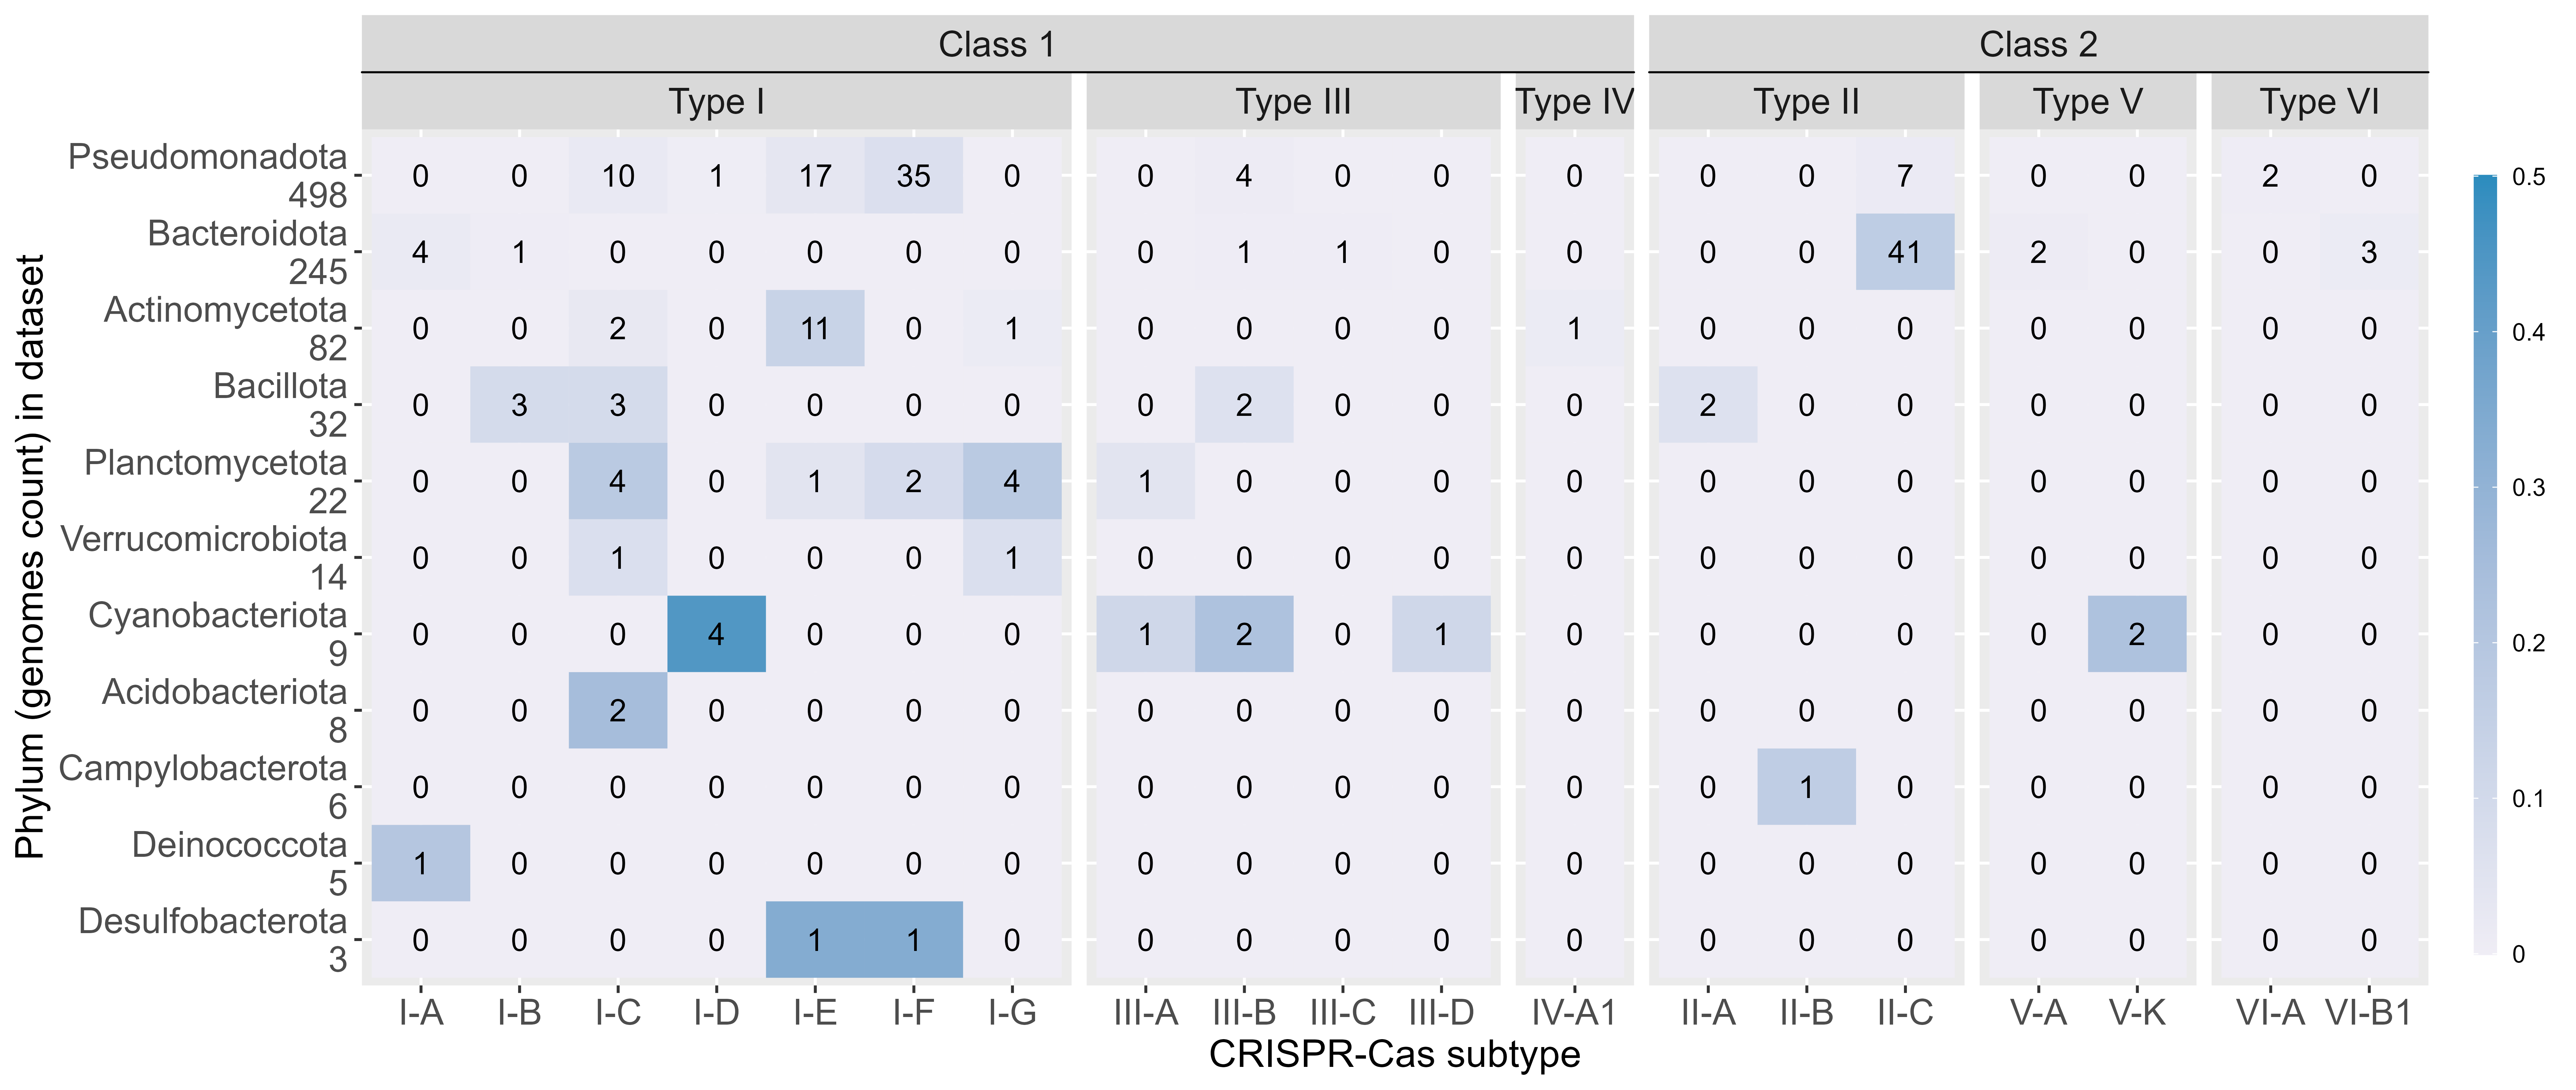 Class 1 Class 2
Type I Type III Type IV Type II Type V Type VI
Phylum (genomes count) in dataset
Pseudomonota
498
0 0 10 1 17 35 0 0 4 0 0 0 0 0 7 0 0 2 0
Bacteroidota
245
4 1 0 0 0 0 0 0 1 1 0 0 0 0 41 2 0 0 3
Actinomycetota
82
0 0 2 0 11 0 1 0 0 0 0 1 0 0 0 0 0 0 0
Bacillota
32
0 3 3 0 0 0 0 0 2 0 0 0 2 0 0 0 0 0 0
Planctomycetota
22
0 0 4 0 1 2 4 1 0 0 0 0 0 0 0 0 0 0 0
Verrucomicrobiota
14
0 0 1 0 0 0 1 0 0 0 0 0 0 0 0 0 0 0 0
Cyanobacteriota
9
0 0 0 4 0 0 0 1 2 0 1 0 0 0 0 0 2 0 0
Acidobacteriota
8
0 0 2 0 0 0 0 0 0 0 0 0 0 0 0 0 0 0 0
Campylobacterota
6
0 0 0 0 0 0 0 0 0 0 0 0 0 1 0 0 0 0 0
Deinococcota
5
1 0 0 0 0 0 0 0 0 0 0 0 0 0 0 0 0 0 0
Desulfobacterota
3
0 0 0 0 1 1 0 0 0 0 0 0 0 0 0 0 0 0 0
I-A I-B I-C I-D I-E I-F I-G III-A III-B III-C III-D IV-A1 II-A II-B II-C V-A V-K VI-A VI-B1
CRISPR-Cas subtype
0.5
0.4
0.3
0.2
0.1
0